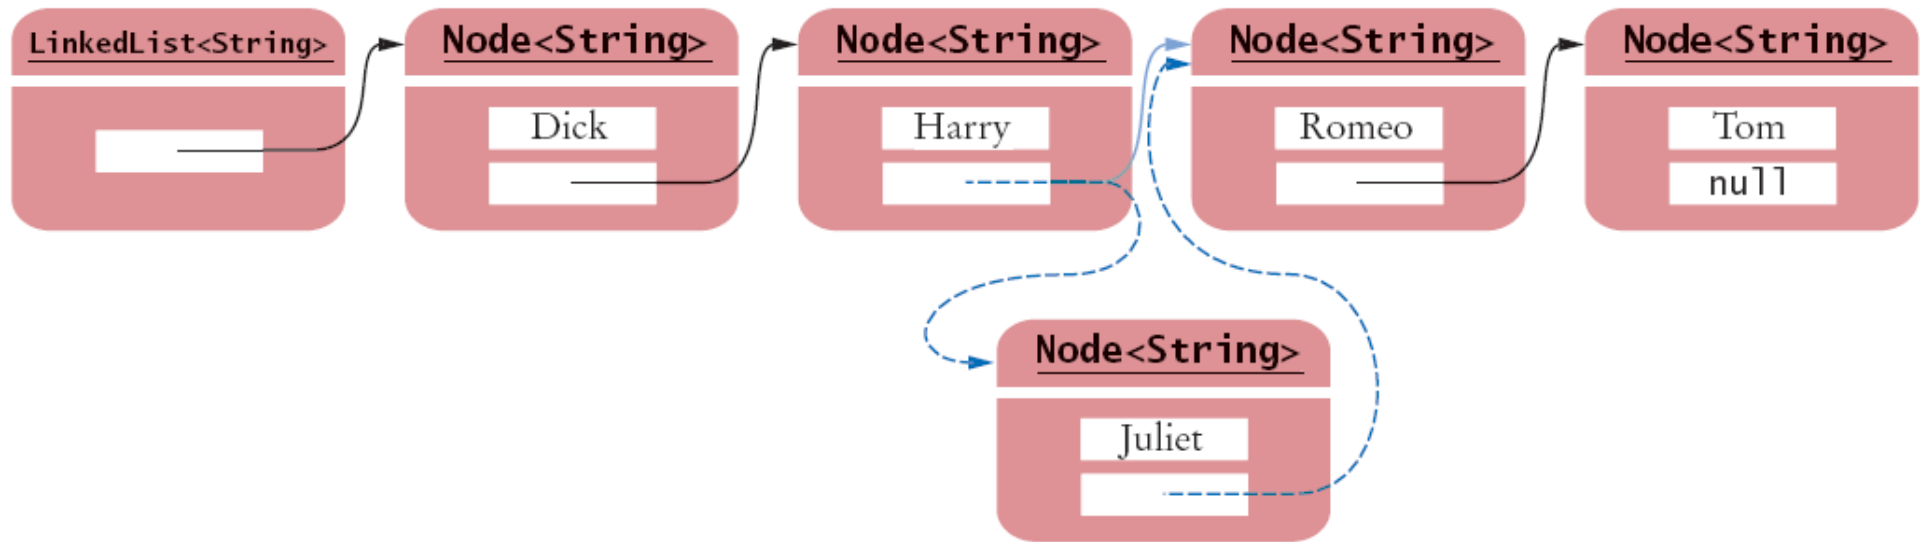 LinkedList<String>
Node<String>
Node<String>
Node<String>
Node<String>
Dick
Harry
Romeo
Tom
null
Node<String>
Juliet